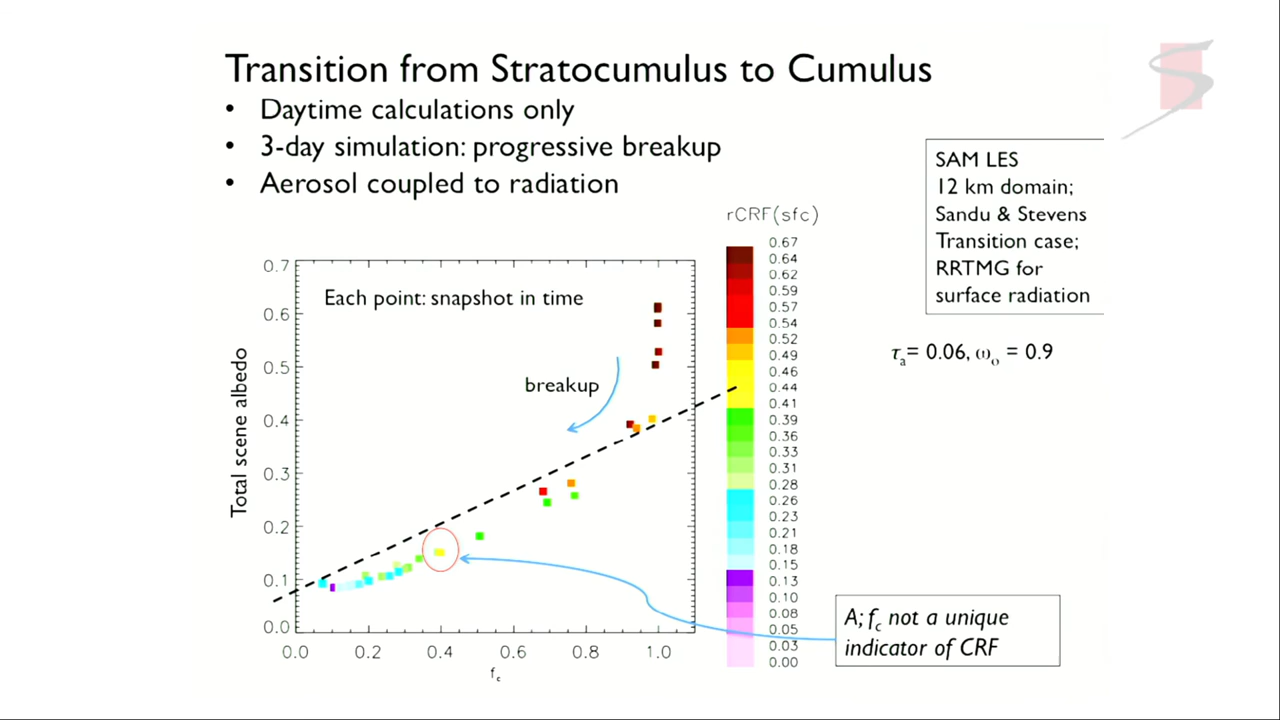 Transition from Stratocumulus to Cumulus
• Daytime calculations only
• 3-day simulation: progressive breakup
• Aerosol coupled to radiation
SAM LES
12 km domain;
Sandu & Stevens
Transition case;
RRTMG for
surface radiation
τa= 0.06, ωo = 0.9
rCRF(sfc)
0.67
0.64
0.62
0.59
0.57
0.54
0.52
0.49
0.46
0.44
0.41
0.39
0.36
0.33
0.31
0.28
0.26
0.23
0.21
0.18
0.15
0.13
0.10
0.08
0.05
0.03
0.00
Each point: snapshot in time
breakup
Total scene albedo
0.7
0.6
0.5
0.4
0.3
0.2
0.1
0.0
0.0 0.2 0.4 0.6 0.8 1.0
fc
A; fc not a unique
indicator of CRF